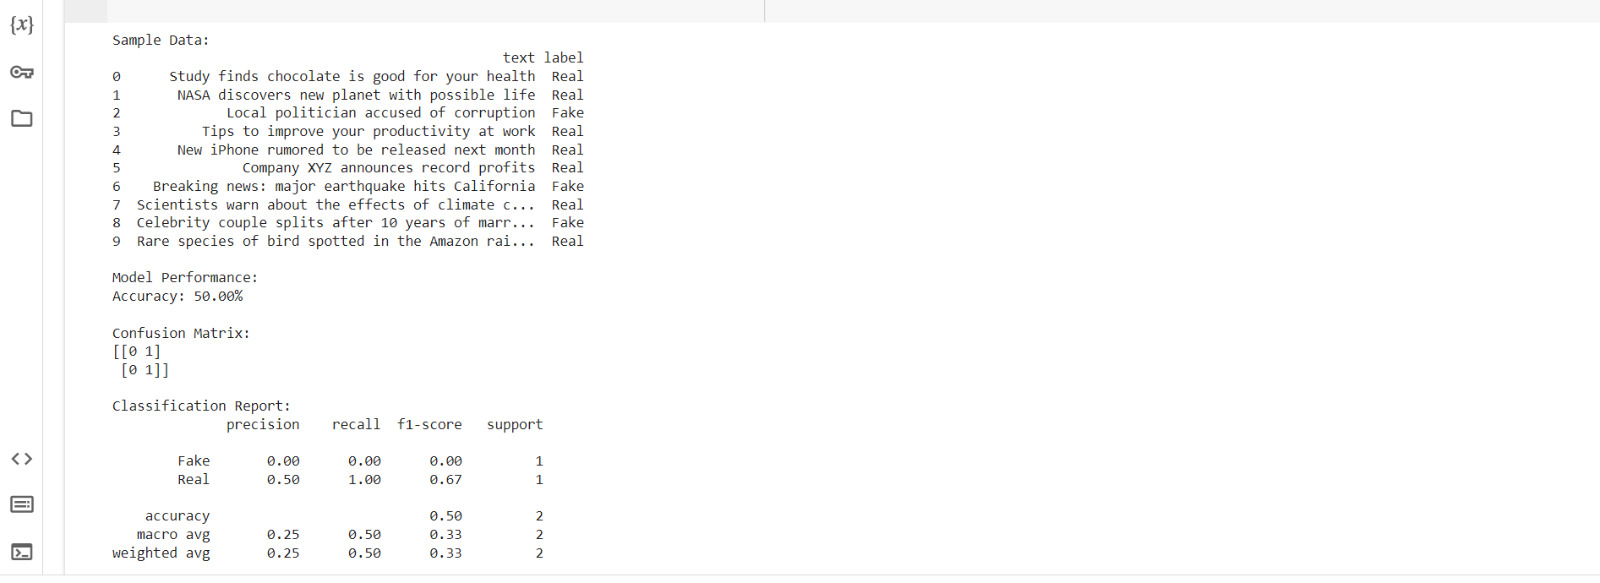 {x}
Sample Data:
text label
0 Study finds chocolate is good for your health Real
1 NASA discovers new planet with possible life Real
2 Local politician accused of corruption Fake
3 Tips to improve your productivity at work Real
4 New iPhone rumored to be released next month Real
5 Company XYZ announces record profits Real
6 Breaking news: major earthquake hits California Fake
7 Scientists warn about the effects of climate c... Real
8 Celebrity couple splits after 10 years of marr... Fake
9 Rare species of bird spotted in the Amazon rai... Real
Model Performance:
Accuracy: 50.00%
Confusion Matrix:
[[0 1]
[0 1]]
Classification Report:
precision recall f1-score support
Fake 0.00 0.00 0.00 1
Real 0.50 1.00 0.67 1
accuracy 0.50 2
macro avg 0.25 0.50 0.33 2
weighted avg 0.25 0.50 0.33 2